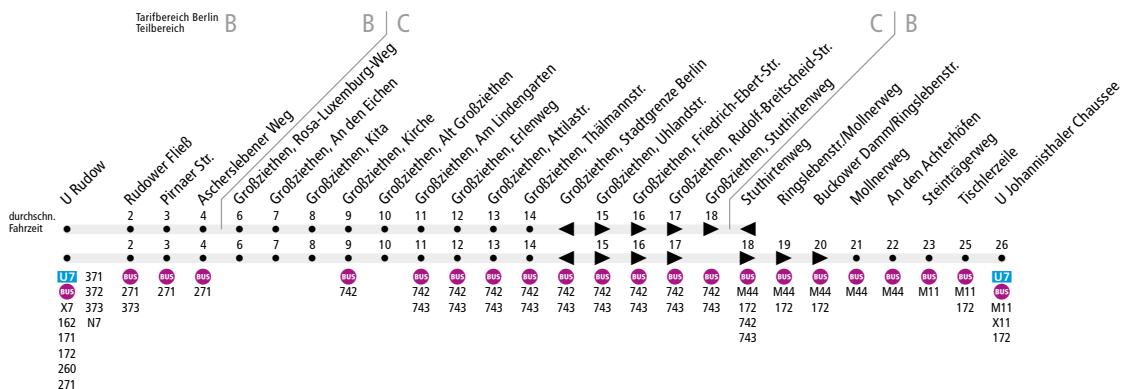 Tarifbereich Berlin
Teilbereich
B B C C B
U Rudow
Rudower Fließ
Pirnaer Str.
Ascherslebener Weg
Großziethen, Rosa-Luxemburg-Weg
Großziethen, An den Eichen
Großziethen, Kita
Großziethen, Kirche
Großziethen, Alt Großziethen
Großziethen, Am Lindengarten
Großziethen, Erlenweg
Großziethen, Attilastr.
Großziethen, Thälmannstr.
Großziethen, Stadtgrenze Berlin
Großziethen, Uhlandstr.
Großziethen, Friedrich-Ebert-Str.
Großziethen, Rudolf-Breitscheid-Str.
Großziethen, Stuthirtenweg
Stuthirtenweg
Ringslebenstr./Mollnerweg
Buckower Damm/Ringslebenstr.
Mollnerweg
An den Achterhöfen
Steinträgerweg
Tischlerzeile
U Johannisthaler Chaussee
durchschn.
Fahrzeit
2 3 4 6 7 8 9 10 11 12 13 14 15 16 17 18
2 3 4 6 7 8 9 10 11 12 13 14 15 16 17 18 19 20 21 22 23 25 26
U7 371 BUS BUS BUS BUS BUS BUS BUS BUS BUS BUS BUS BUS BUS BUS BUS BUS BUS BUS BUS BUS U7
BUS 372 271 271 271 742 742 742 742 742 742 742 742 742 742 M44 M44 M44 M44 M44 M11 M11 BUS
X7 373 373 743 743 743 743 743 743 743 743 743 172 172 172 172 M11
162 N7 742 X11
171 743 172
172
260
271